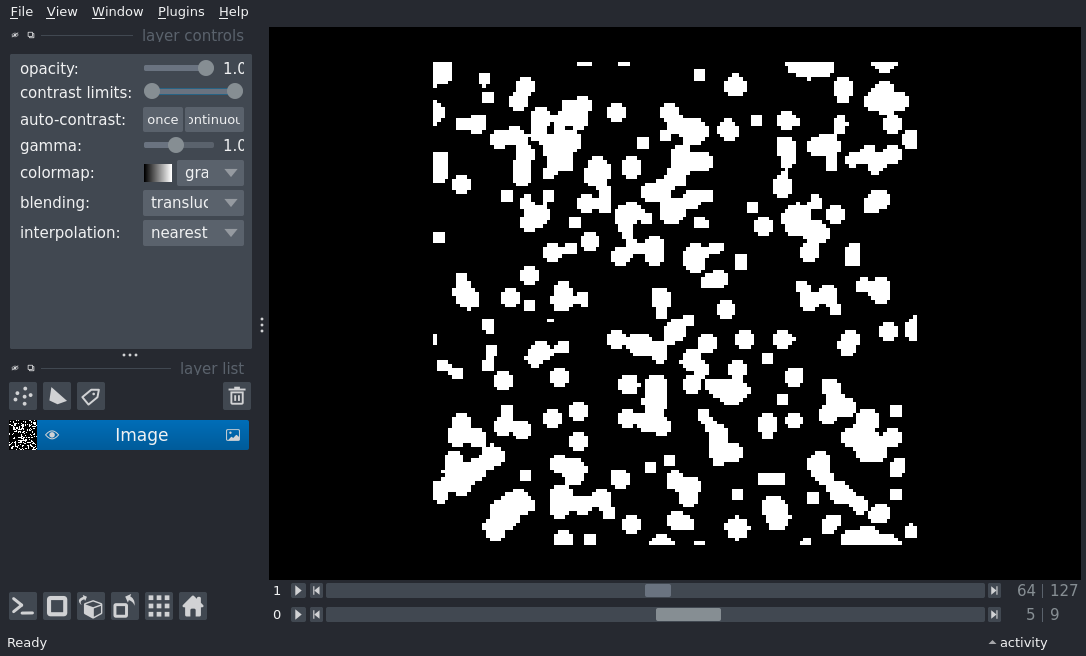 File View Window Plugins Help
layer controls
opacity: 1.0
contrast limits:
auto-contrast: once ontinuou
gamma: 1.0
colormap: gra
blending: transluc
interpolation: nearest
layer list
Image
1 64 | 127
0 5 | 9
Ready activity